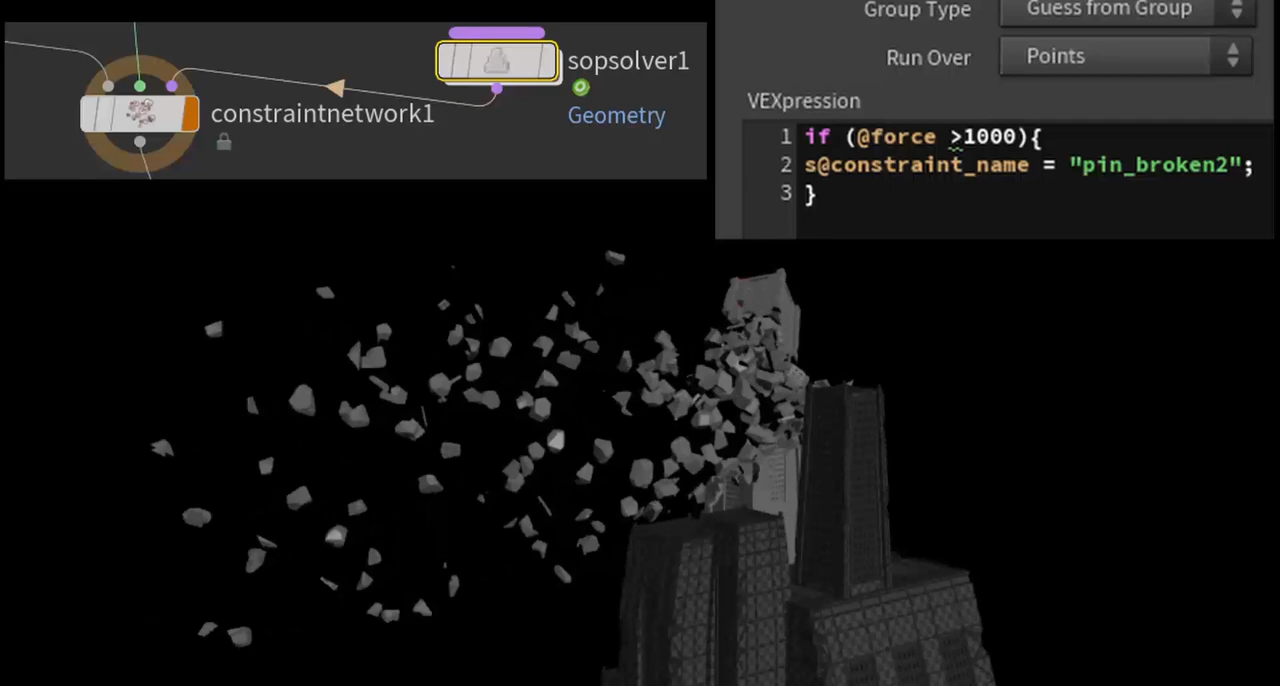 sopsolver1
constraintnetwork1
Geometry
Group Type Guess from Group
Run Over Points
VEXpression
1 if (@force >1000){
2 s@constraint_name = "pin_broken2";
3 }